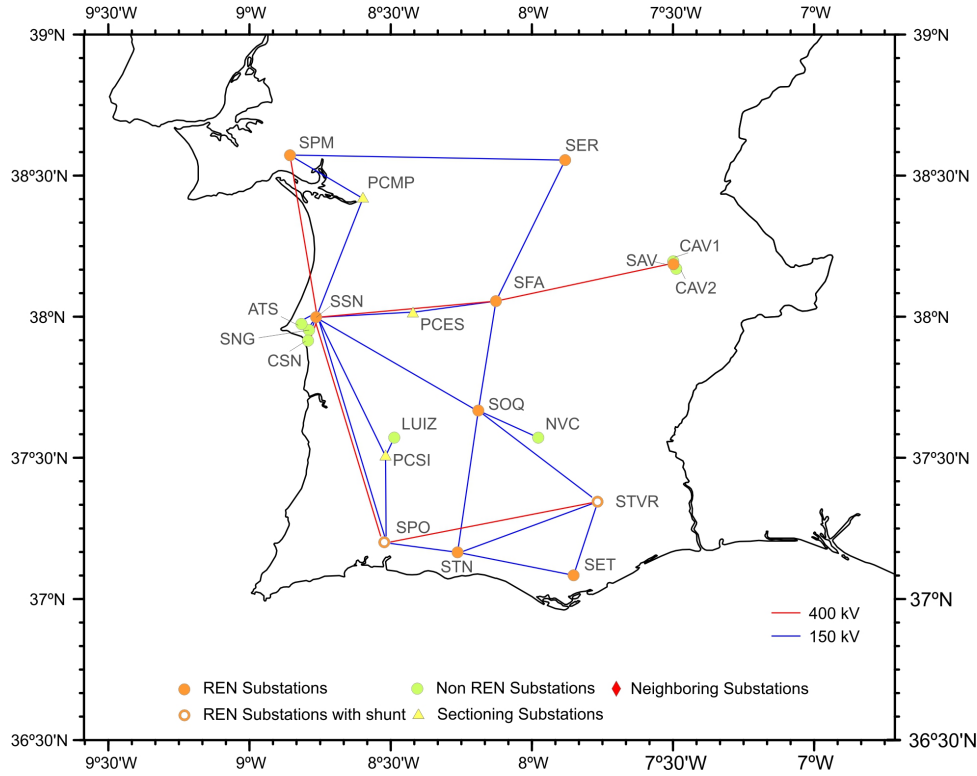 9°30'W 9°W 8°30'W 8°W 7°30'W 7°W
39°N 39°N
SPM SER
38°30'N 38°30'N
PCMP
CAV1
SAV
SFA CAV2
ATS SSN
38°N 38°N
SNG PCES
CSN
SOQ
LUIZ NVC
37°30'N PCSI 37°30'N
STVR
SPO
STN SET
37°N 37°N
400 kV
150 kV
REN Substations Non REN Substations Neighboring Substations
REN Substations with shunt Sectioning Substations
36°30'N 36°30'N
9°30'W 9°W 8°30'W 8°W 7°30'W 7°W